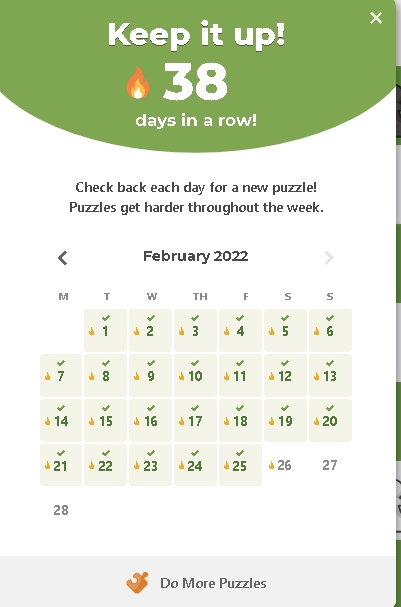 Keep it up!
38
days in a row!
Check back each day for a new puzzle!
Puzzles get harder throughout the week.
February 2022
M T W TH F S S
1 2 3 4 5 6
7 8 9 10 11 12 13
14 15 16 17 18 19 20
21 22 23 24 25 26 27
28
Do More Puzzles